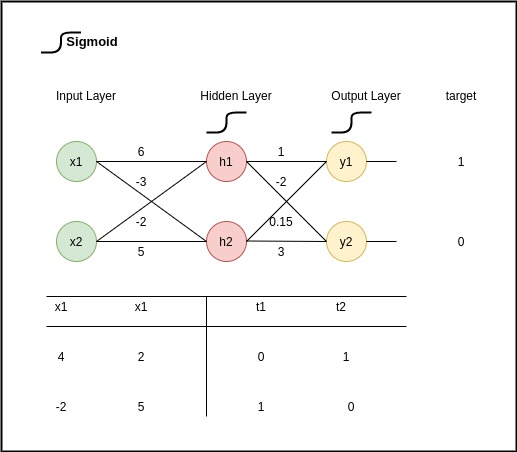 Sigmoid
Input Layer Hidden Layer Output Layer target
6 1
x1 h1 y1 1
-3 -2
-2 0.15
x2 h2 y2 0
5 3
x1 x1 t1 t2
4 2 0 1
-2 5 1 0